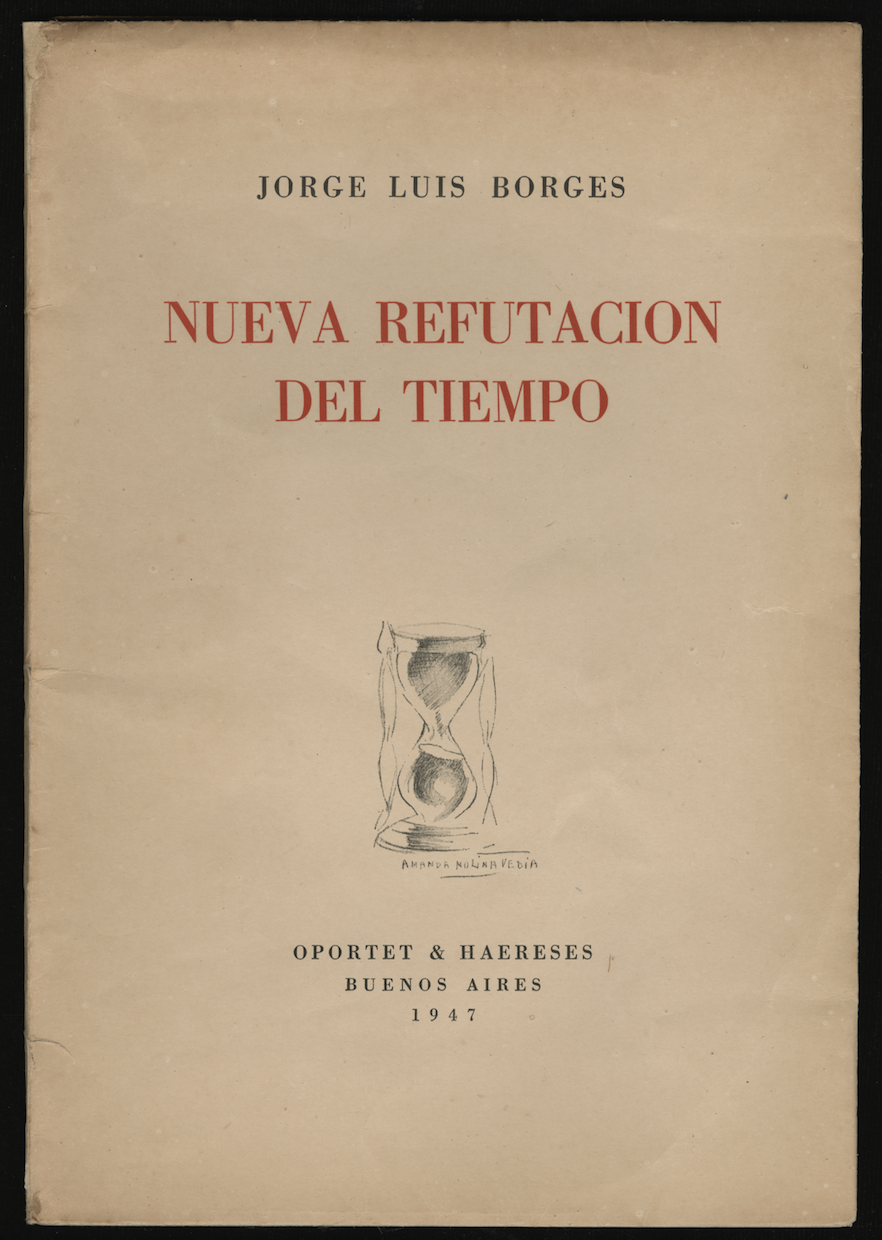 JORGE LUIS BORGES
NUEVA REFUTACION
DEL TIEMPO
AMANDA MOLINA VEDIA
OPORTET & HAERESES
BUENOS AIRES
1947